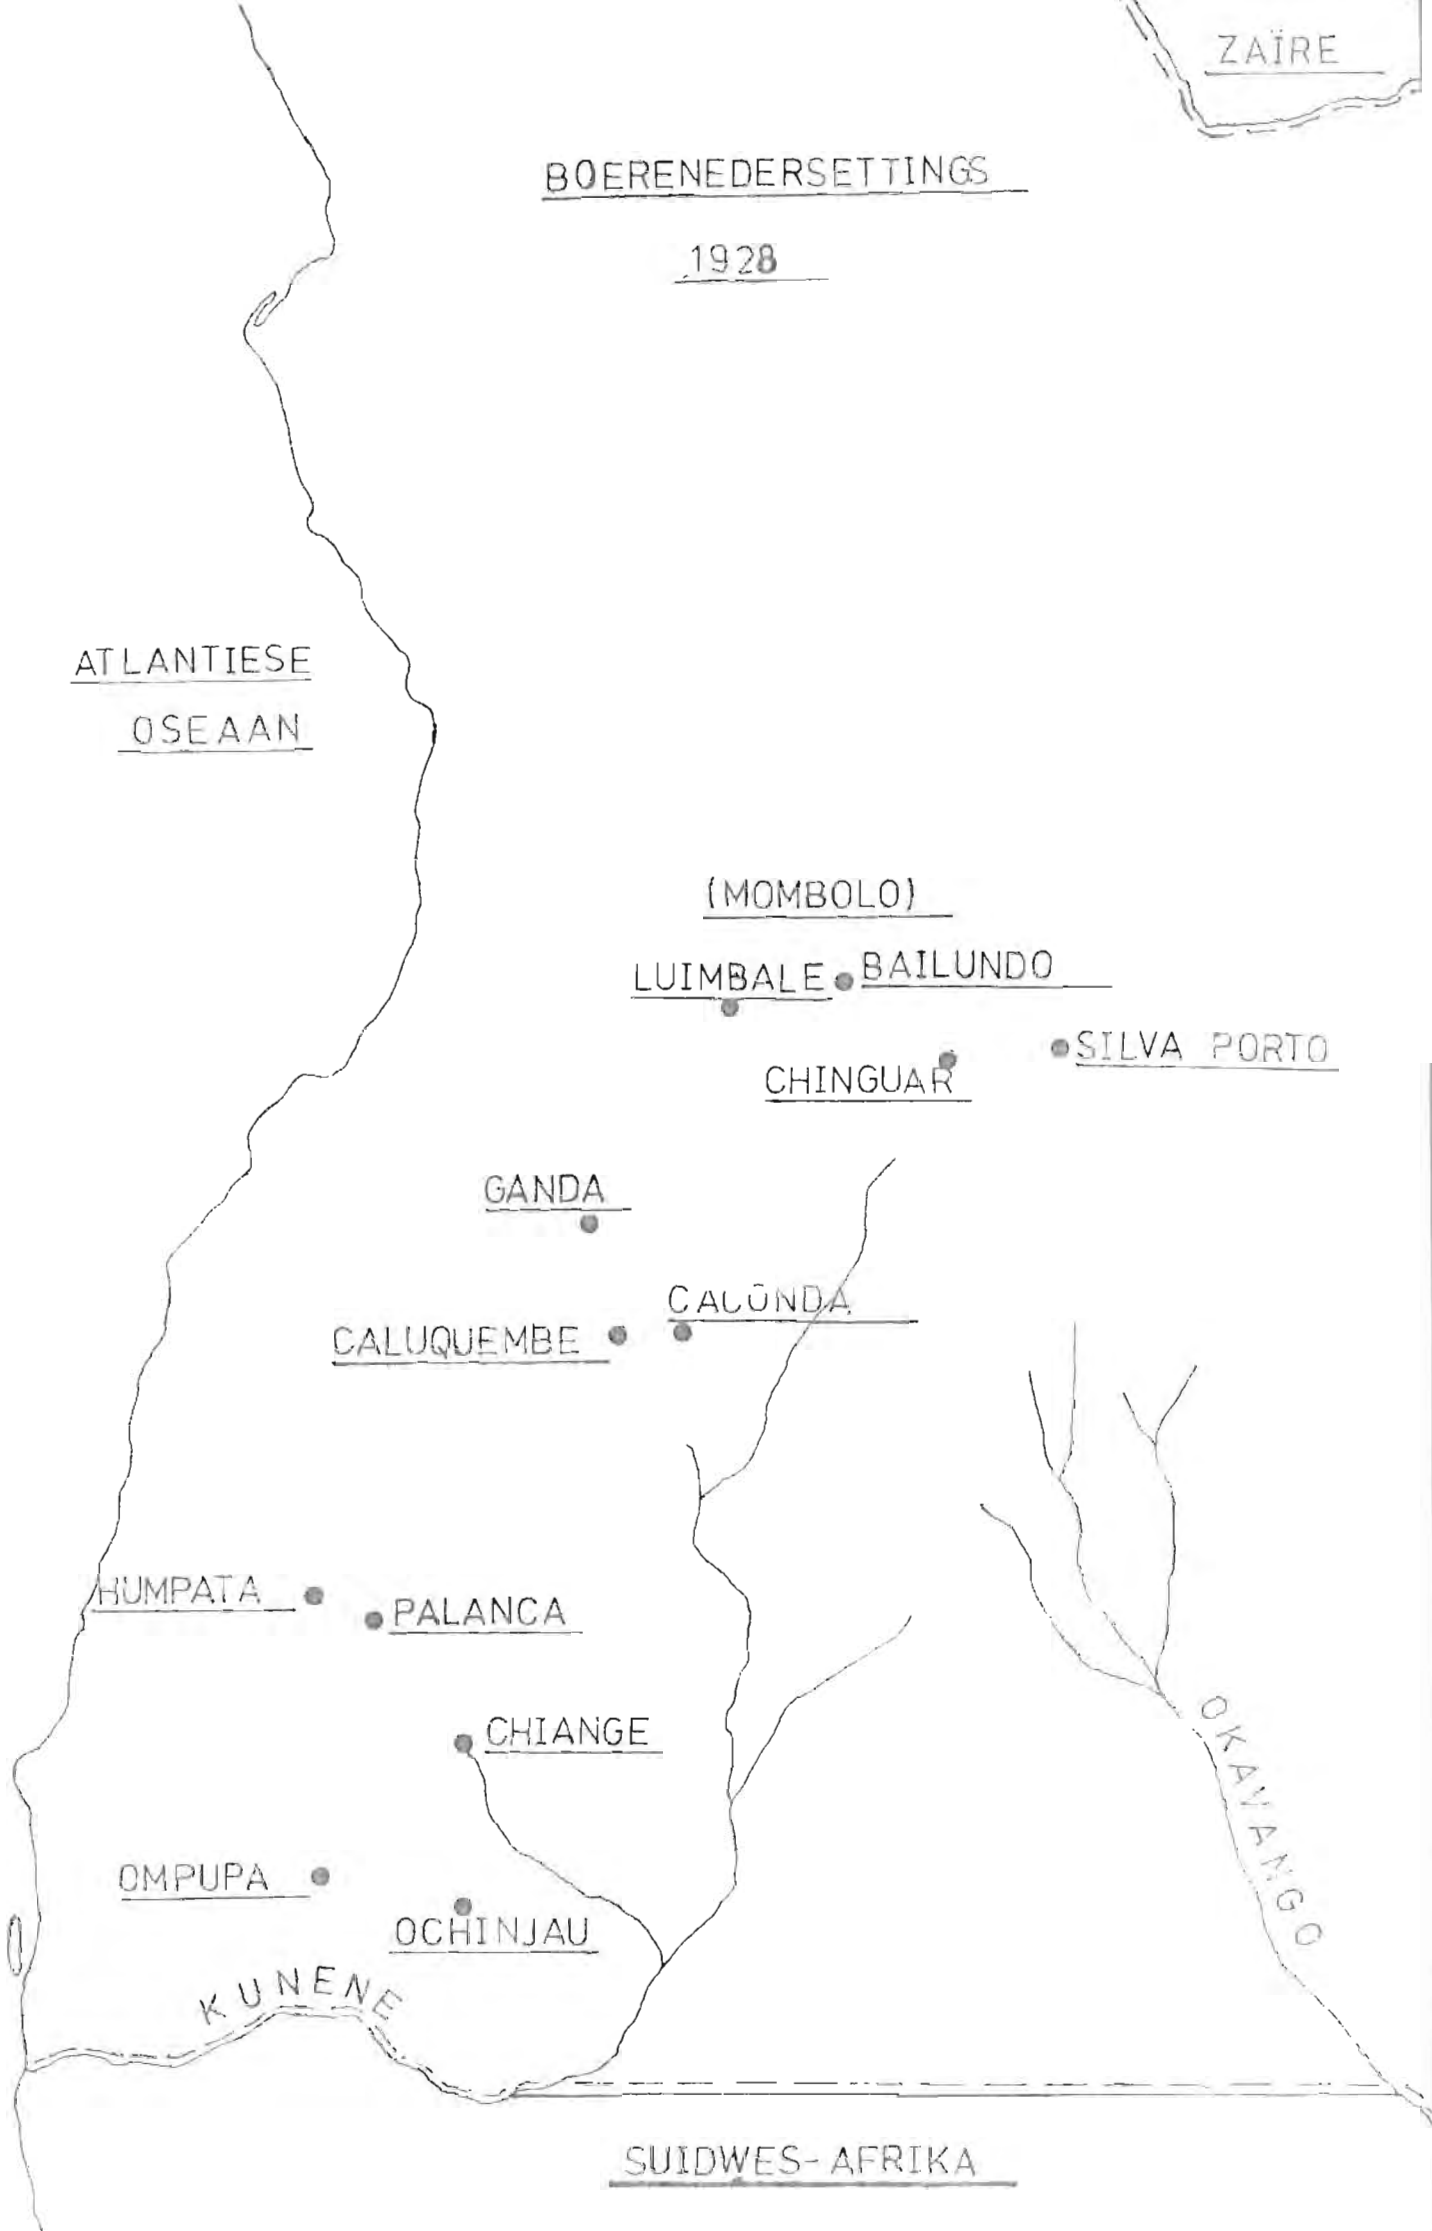 ZAÏRE
BOERENEDERSETTINGS
1928
ATLANTIESE
OSEAAN
(MOMBOLO)
LUIMBALE
BAILUNDO
SILVA PORTO
CHINGUAR
GANDA
CALUQUEMBE
HUMPATA
PALANCA
CHIANGE
OKAVANGO
OMPUPA
OCHINJAU
KUNENE
SUIDWES-AFRIKA